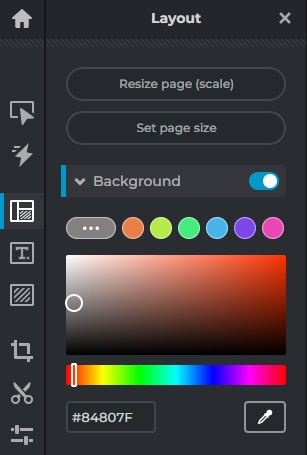 Layout
Resize page (scale)
Set page size
Background
#84807F